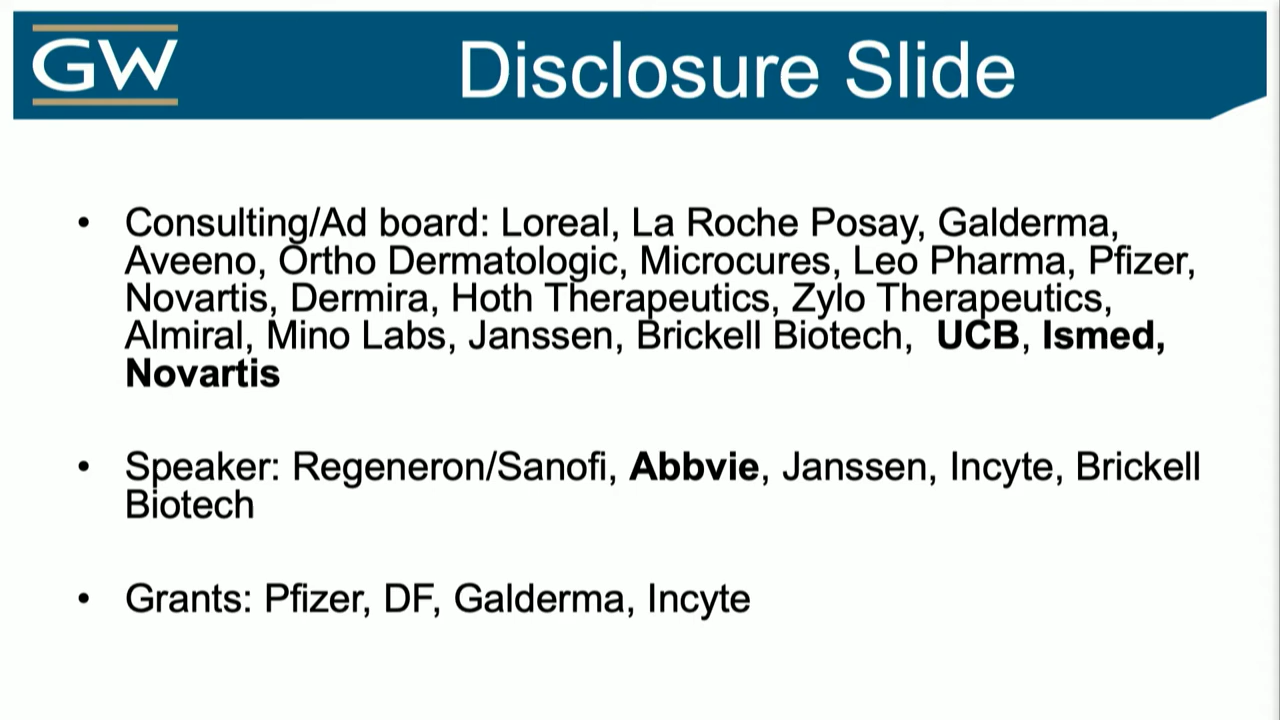 GW
Disclosure Slide
• Consulting/Ad board: Loreal, La Roche Posay, Galderma,
Aveeno, Ortho Dermatologic, Microcures, Leo Pharma, Pfizer,
Novartis, Dermira, Hoth Therapeutics, Zylo Therapeutics,
Almiral, Mino Labs, Janssen, Brickell Biotech, UCB, Ismed,
Novartis
• Speaker: Regeneron/Sanofi, Abbvie, Janssen, Incyte, Brickell
Biotech
• Grants: Pfizer, DF, Galderma, Incyte